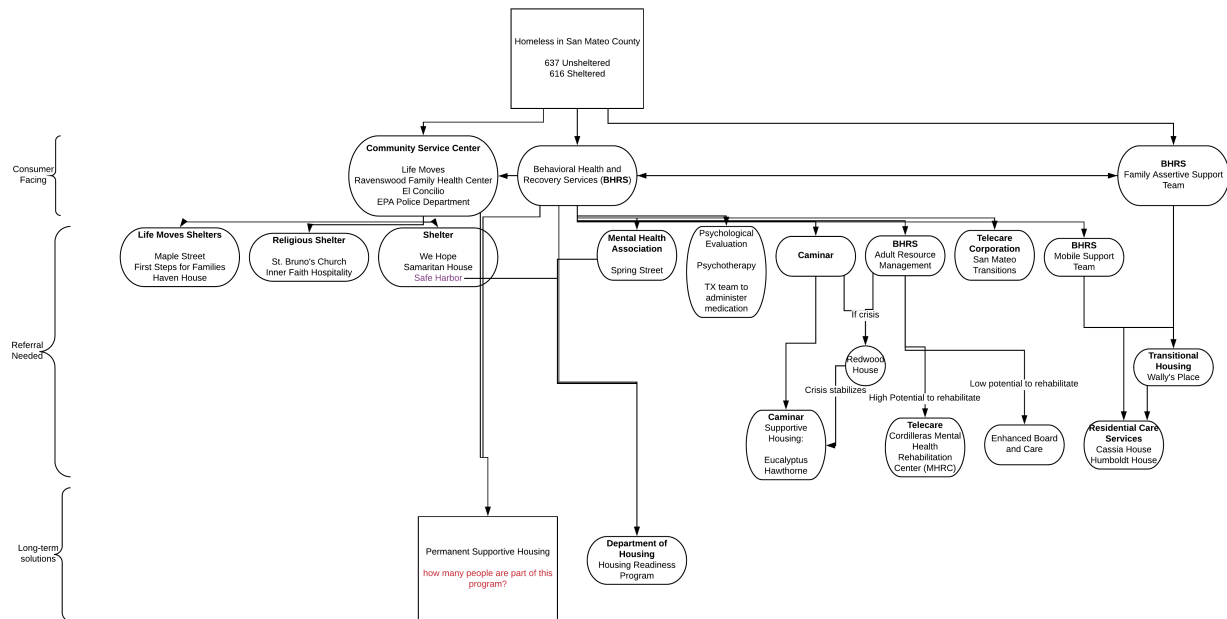 Homeless in San Mateo County
637 Unsheltered
616 Sheltered
Consumer
Facing
Community Service Center
Life Moves
Ravenswood Family Health Center
El Concilio
EPA Police Department
Behavioral Health and
Recovery Services (BHRS)
BHRS
Family Assertive Support
Team
Referral
Needed
Life Moves Shelters
Maple Street
First Steps for Families
Haven House
Religious Shelter
St. Bruno's Church
Inner Faith Hospitality
Shelter
We Hope
Samaritan House
Safe Harbor
Mental Health
Association
Spring Street
Psychological
Evaluation
Psychotherapy
TX team to
administer
medication
Caminar
BHRS
Adult Resource
Management
Telecare
Corporation
San Mateo
Transitions
BHRS
Mobile Support
Team
If crisis
Redwood
House
Crisis stabilizes
High Potential to rehabilitate
Low potential to rehabilitate
Transitional
Housing
Wally's Place
Caminar
Supportive
Housing:
Eucalyptus
Hawthorne
Telecare
Cordilleras Mental
Health
Rehabilitation
Center (MHRC)
Enhanced Board
and Care
Residential Care
Services
Cassia House
Humboldt House
Long-term
solutions
Permanent Supportive Housing
how many people are part of this
program?
Department of
Housing
Housing Readiness
Program